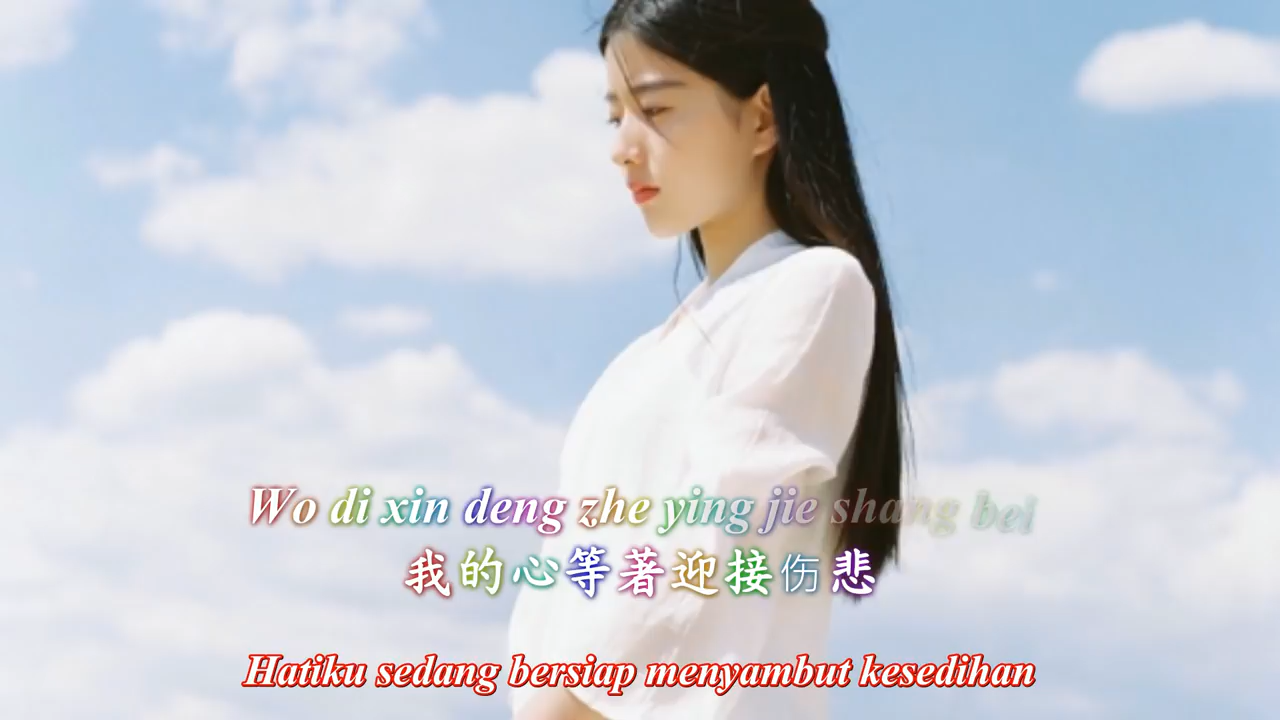 Wo di xin deng zhe ying jie shang bei
我的心等著迎接伤悲
Hatiku sedang bersiap menyambut kesedihan